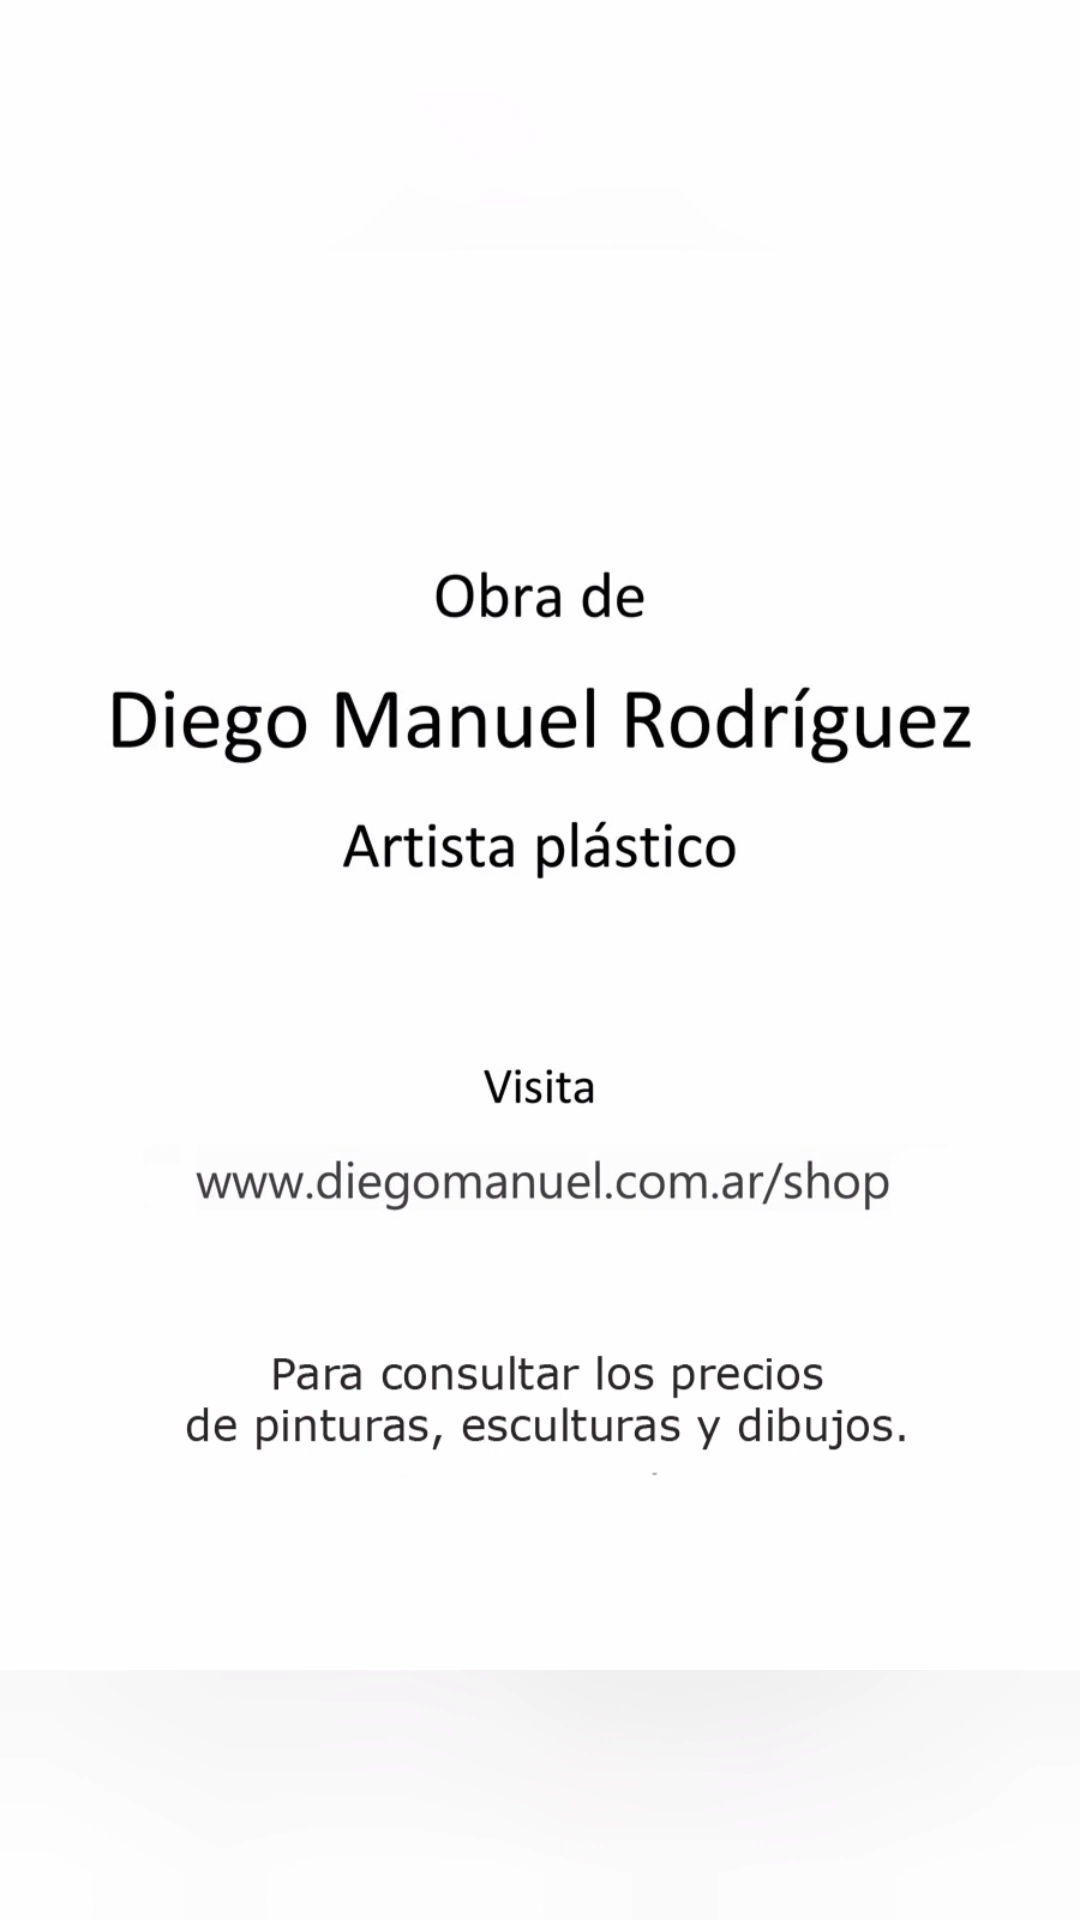 Obra de
Diego Manuel Rodríguez
Artista plástico
Visita
www.diegomanuel.com.ar/shop
Para consultar los precios
de pinturas, esculturas y dibujos.